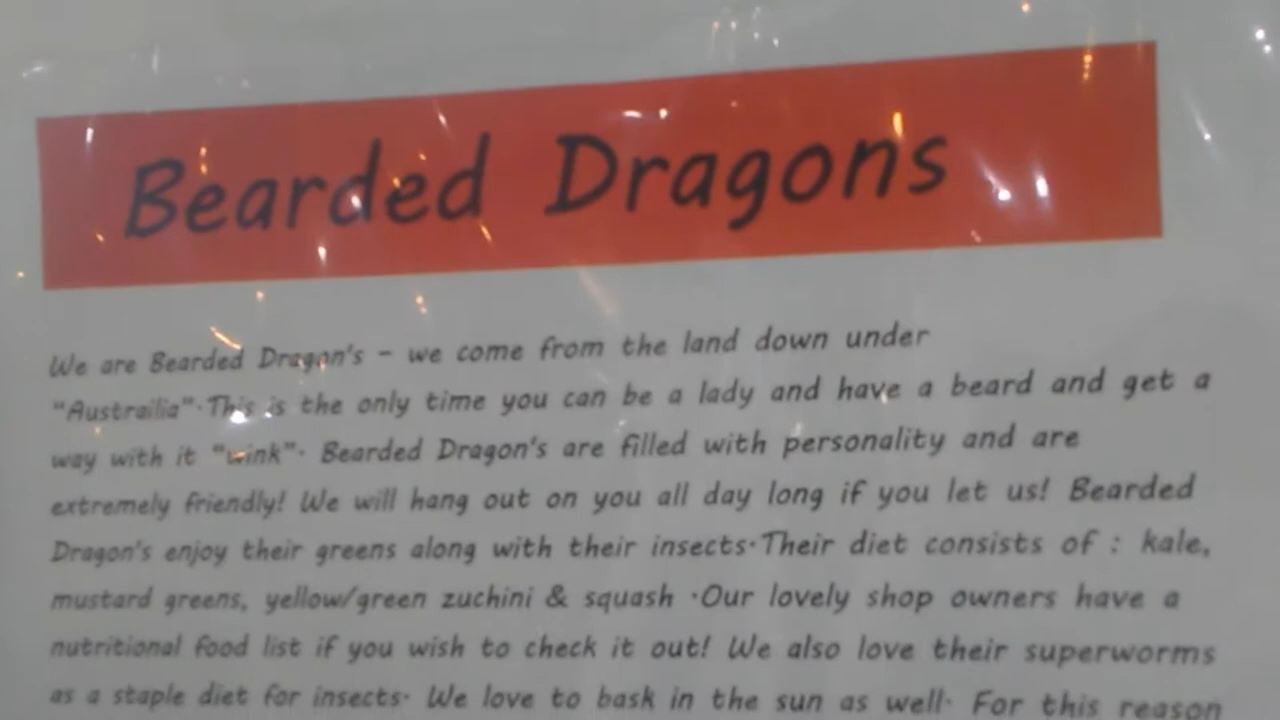 Bearded Dragons
We are Bearded Dragon's - we come from the land down under
"Austrailia".This is the only time you can be a lady and have a beard and get a
way with it "wink". Bearded Dragon's are filled with personality and are
extremely friendly! We will hang out on you all day long if you let us! Bearded
Dragon's enjoy their greens along with their insects.Their diet consists of : kale,
mustard greens, yellow/green zuchini & squash .Our lovely shop owners have a
nutritional food list if you wish to check it out! We also love their superworms
as a staple diet for insects. We love to bask in the sun as well. For this reason